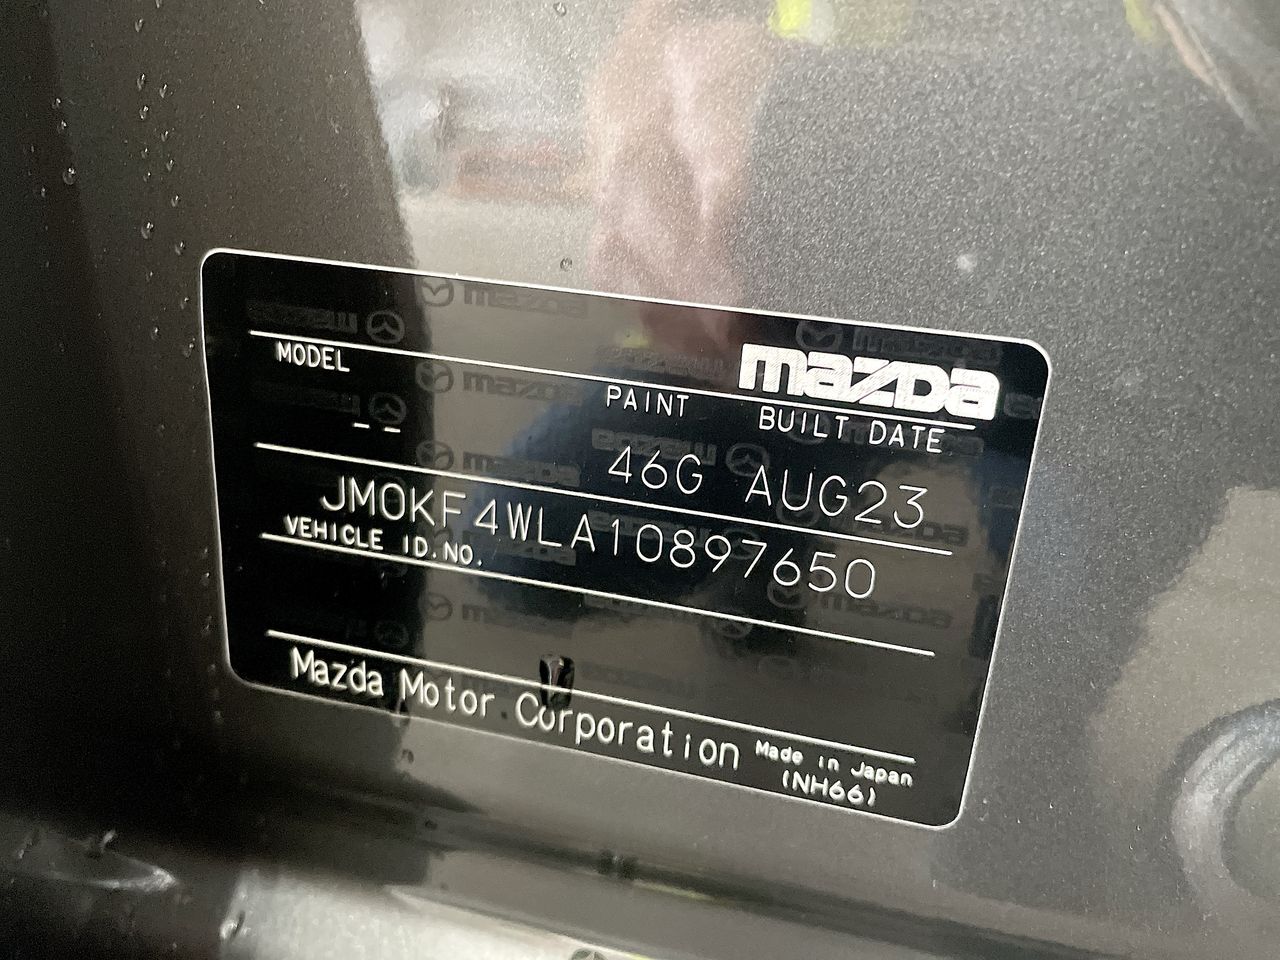 mazda
MODEL PAINT BUILT DATE
-- 46G AUG23
JM0KF4WLA10897650
VEHICLE ID.NO.
Mazda Motor Corporation Made in Japan
(NH66)